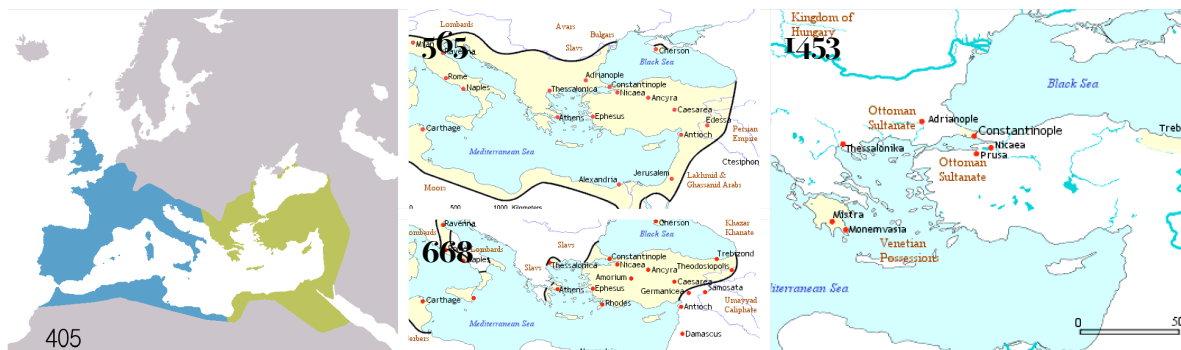 405
565
Lombards
Avars
Bulgars
Slavs
Cherson
Black Sea
Ravenna
Rome
Naples
Adrianople
Constantinople
Thessalonica
Nicaea
Ancyra
Caesarea
Athens
Ephesus
Edessa
Carthage
Antioch
Persian
Empire
Mediterranean Sea
Ctesiphon
Moors
Alexandria
Jerusalem
Lakhmid &
Ghassanid Arabs
0 500 1000 Kilometers
668
Ravenna
Lombards
Slavs
Cherson
Khazar
Khanate
Black Sea
Trebizond
Thessalonica
Constantinople
Nicaea
Slavs
Ancyra
Theodosiopolis
Amorium
Caesarea
Athens
Ephesus
Germanicea
Samosata
Carthage
Rhodes
Antioch
Umayyad
Caliphate
Mediterranean Sea
Damascus
1453
Kingdom of
Hungary
Black Sea
Ottoman
Sultanate
Adrianople
Constantinople
Thessalonika
Nicaea
Prusa
Ottoman
Sultanate
Mistra
Monemvasia
Venetian
Possessions
Sea
0